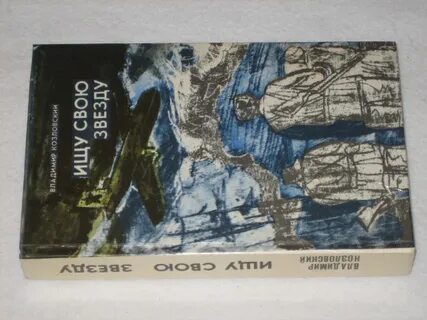 ВЛАДИМИР КОЗЛОВСКИЙ
ИЩУ СВОЮ
ЗВЕЗДУ
ВЛАДИМИР
КОЗЛОВСКИЙ
ИЩУ СВОЮ ЗВЕЗДУ